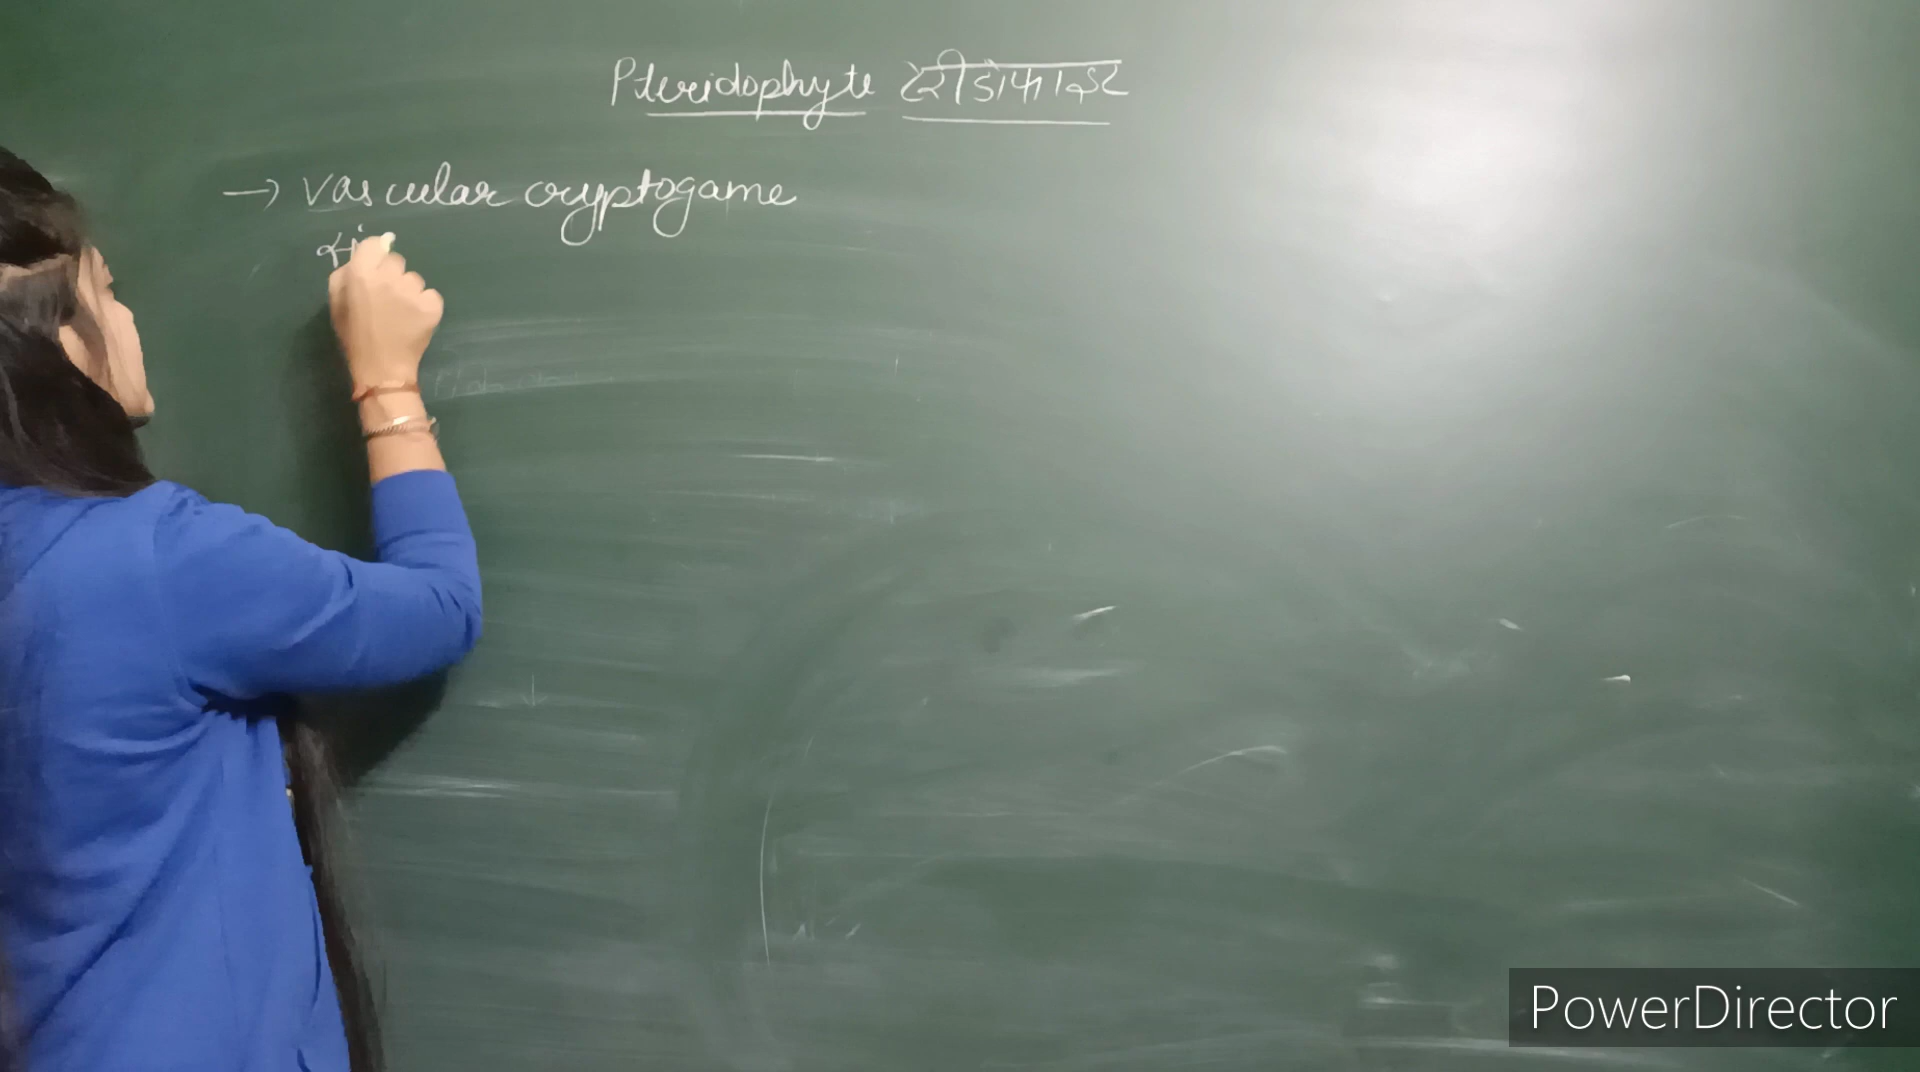 Pteridophyte टेरीडोफाइट
→ Vascular cryptogame
PowerDirector